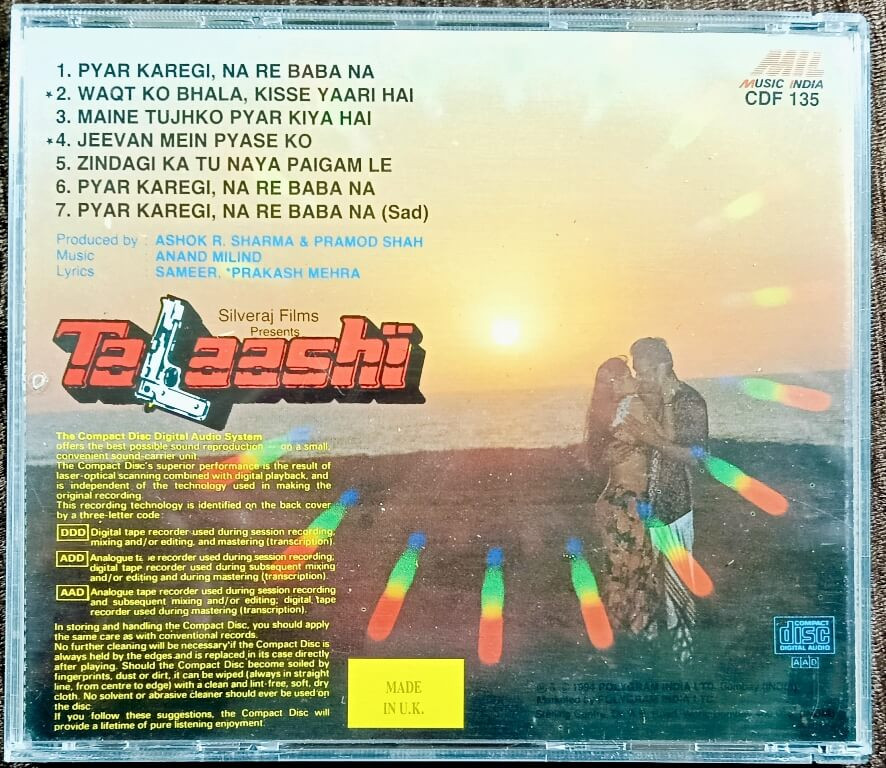 1. PYAR KAREGI, NA RE BABA NA
*2. WAQT KO BHALA, KISSE YAARI HAI
3. MAINE TUJHKO PYAR KIYA HAI
*4. JEEVAN MEIN PYASE KO
5. ZINDAGI KA TU NAYA PAIGAM LE
6. PYAR KAREGI, NA RE BABA NA
7. PYAR KAREGI, NA RE BABA NA (Sad)
MIL
MUSIC INDIA
CDF 135
Produced by : ASHOK R. SHARMA & PRAMOD SHAH
Music : ANAND MILIND
Lyrics : SAMEER, *PRAKASH MEHRA
Silveraj Films
Presents
TaLaashi
The Compact Disc Digital Audio System
offers the best possible sound reproduction — on a small,
convenient sound-carrier unit.
The Compact Disc's superior performance is the result of
laser-optical scanning combined with digital playback, and
is independent of the technology used in making the
original recording.
This recording technology is identified on the back cover
by a three-letter code:
DDD Digital tape recorder used during session recording,
mixing and/or editing, and mastering (transcription).
ADD Analogue tape recorder used during session recording;
digital tape recorder used during subsequent mixing
and/or editing and during mastering (transcription).
AAD Analogue tape recorder used during session recording
and subsequent mixing and/or editing; digital tape
recorder used during mastering (transcription).
In storing and handling the Compact Disc, you should apply
the same care as with conventional records.
No further cleaning will be necessary if the Compact Disc is
always held by the edges and is replaced in its case directly
after playing. Should the Compact Disc become soiled by
fingerprints, dust or dirt, it can be wiped (always in straight
line, from centre to edge) with a clean and lint-free, soft, dry
cloth. No solvent or abrasive cleaner should ever be used on
the disc.
If you follow these suggestions, the Compact Disc will
provide a lifetime of pure listening enjoyment.
MADE
IN U.K.
COMPACT
disc
DIGITAL AUDIO
AAD
℗ & © 1994 POLYGRAM INDIA LTD. Bombay (INDIA)
Marketed by POLYGRAM INDIA